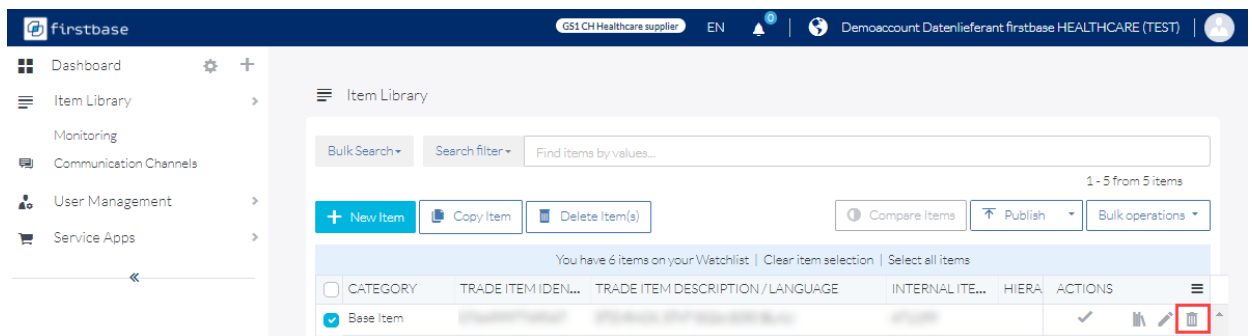 firstbase GS1 CH Healthcare supplier EN 0 Demoaccount Datenlieferant firstbase HEALTHCARE (TEST)
Dashboard
Item Library
Monitoring
Communication Channels
User Management
Service Apps
Item Library
Bulk Search Search filter Find items by values...
1 - 5 from 5 items
New Item Copy Item Delete Item(s) Compare Items Publish Bulk operations
You have 6 items on your Watchlist | Clear item selection | Select all items
CATEGORY TRADE ITEM IDEN... TRADE ITEM DESCRIPTION / LANGUAGE INTERNAL ITE... HIERA ACTIONS
Base Item